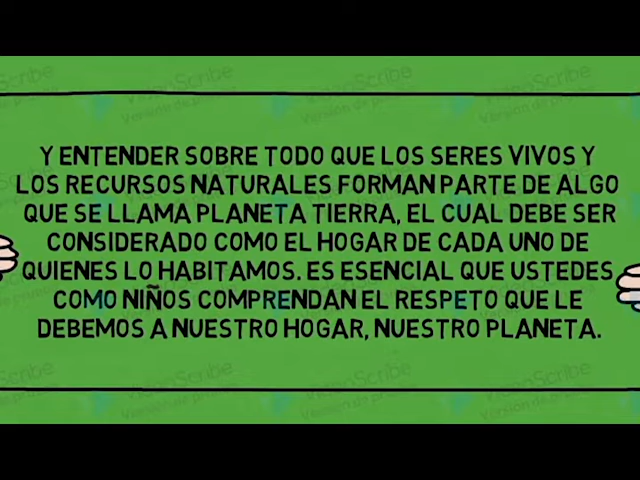 Y ENTENDER SOBRE TODO QUE LOS SERES VIVOS Y
LOS RECURSOS NATURALES FORMAN PARTE DE ALGO
QUE SE LLAMA PLANETA TIERRA, EL CUAL DEBE SER
CONSIDERADO COMO EL HOGAR DE CADA UNO DE
QUIENES LO HABITAMOS. ES ESENCIAL QUE USTEDES
COMO NIÑOS COMPRENDAN EL RESPETO QUE LE
DEBEMOS A NUESTRO HOGAR, NUESTRO PLANETA.